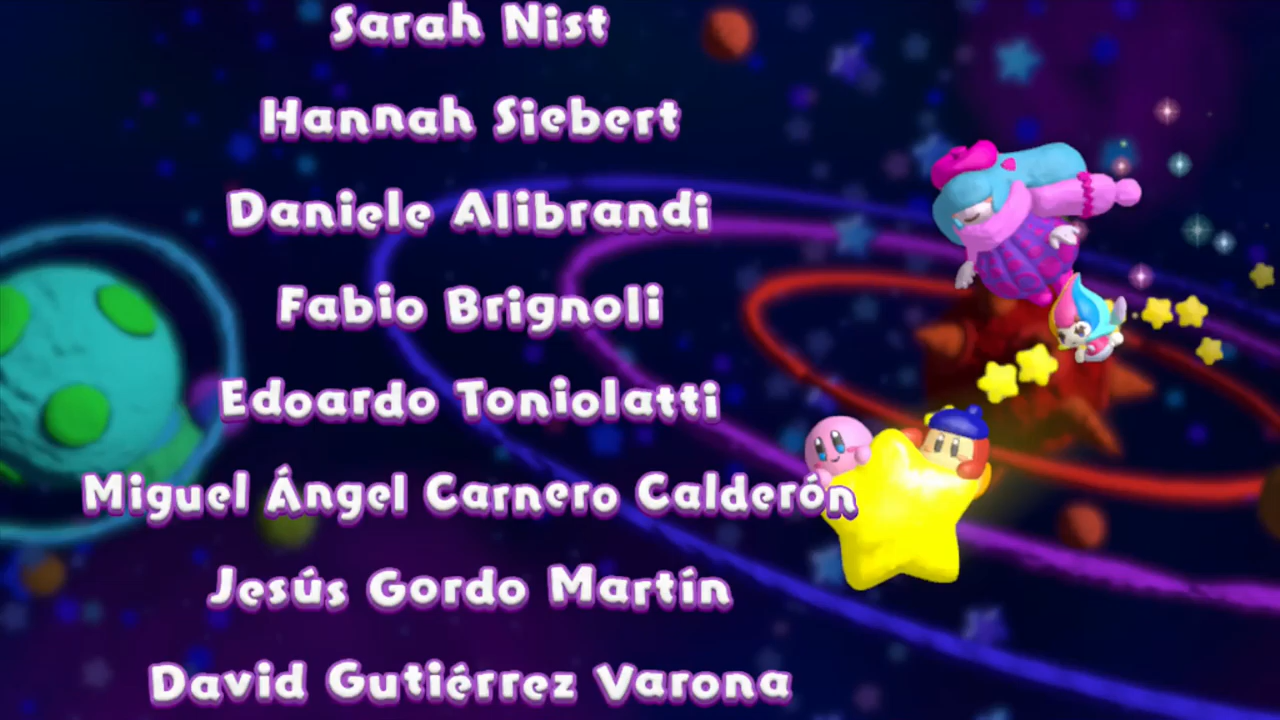 Sarah Nist
Hannah Siebert
Daniele Alibrandi
Fabio Brignoli
Edoardo Toniolatti
Miguel Ángel Carnero Calderón
Jesús Gordo Martín
David Gutiérrez Varona